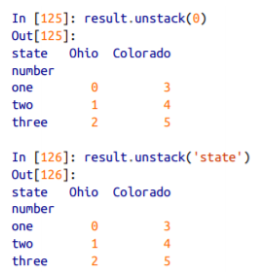 In [125]: result.unstack(0)
Out[125]:
state   Ohio  Colorado
number
one        0         3
two        1         4
three      2         5
In [126]: result.unstack('state')
Out[126]:
state   Ohio  Colorado
number
one        0         3
two        1         4
three      2         5